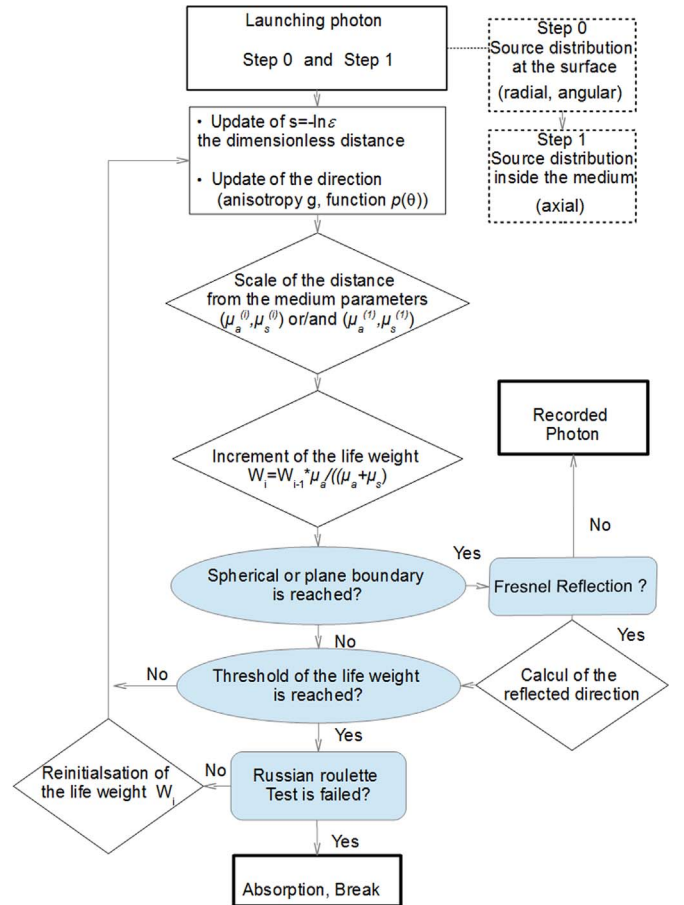 Launching photon
Step 0 and Step 1
Step 0
Source distribution
at the surface
(radial, angular)
Step 1
Source distribution
inside the medium
(axial)
• Update of s=-lnε
the dimensionless distance
• Update of the direction
(anisotropy g, function p(θ))
Scale of the distance
from the medium parameters
(μₐ⁽ⁱ⁾,μₛ⁽ⁱ⁾) or/and (μₐ⁽¹⁾,μₛ⁽¹⁾)
Increment of the life weight
Wᵢ=Wᵢ₋₁*μₐ/((μₐ+μₛ)
Recorded
Photon
No
Yes
Spherical or plane boundary
is reached?
Fresnel Reflection ?
No
Yes
No
Threshold of the life weight
is reached?
Calcul of the
reflected direction
Yes
Reinitialsation of
the life weight Wᵢ
No
Russian roulette
Test is failed?
Yes
Absorption, Break